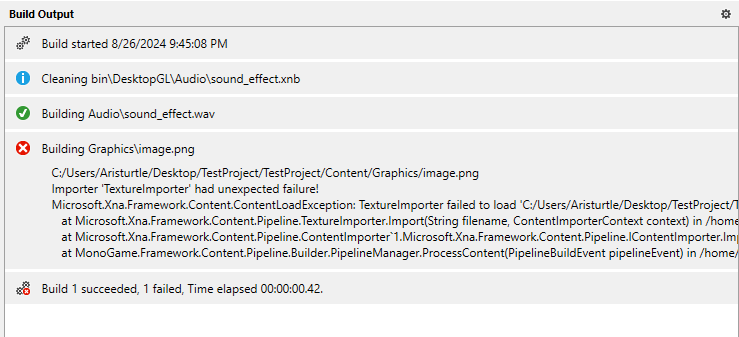 Build Output
Build started 8/26/2024 9:45:08 PM
Cleaning bin\DesktopGL\Audio\sound_effect.xnb
Building Audio\sound_effect.wav
Building Graphics\image.png
C:/Users/Aristurtle/Desktop/TestProject/TestProject/Content/Graphics/image.png
Importer 'TextureImporter' had unexpected failure!
Microsoft.Xna.Framework.Content.ContentLoadException: TextureImporter failed to load 'C:/Users/Aristurtle/Desktop/TestProject/T
at Microsoft.Xna.Framework.Content.Pipeline.TextureImporter.Import(String filename, ContentImporterContext context) in /home
at Microsoft.Xna.Framework.Content.Pipeline.ContentImporter`1.Microsoft.Xna.Framework.Content.Pipeline.IContentImporter.Im
at MonoGame.Framework.Content.Pipeline.Builder.PipelineManager.ProcessContent(PipelineBuildEvent pipelineEvent) in /home/
Build 1 succeeded, 1 failed, Time elapsed 00:00:00.42.